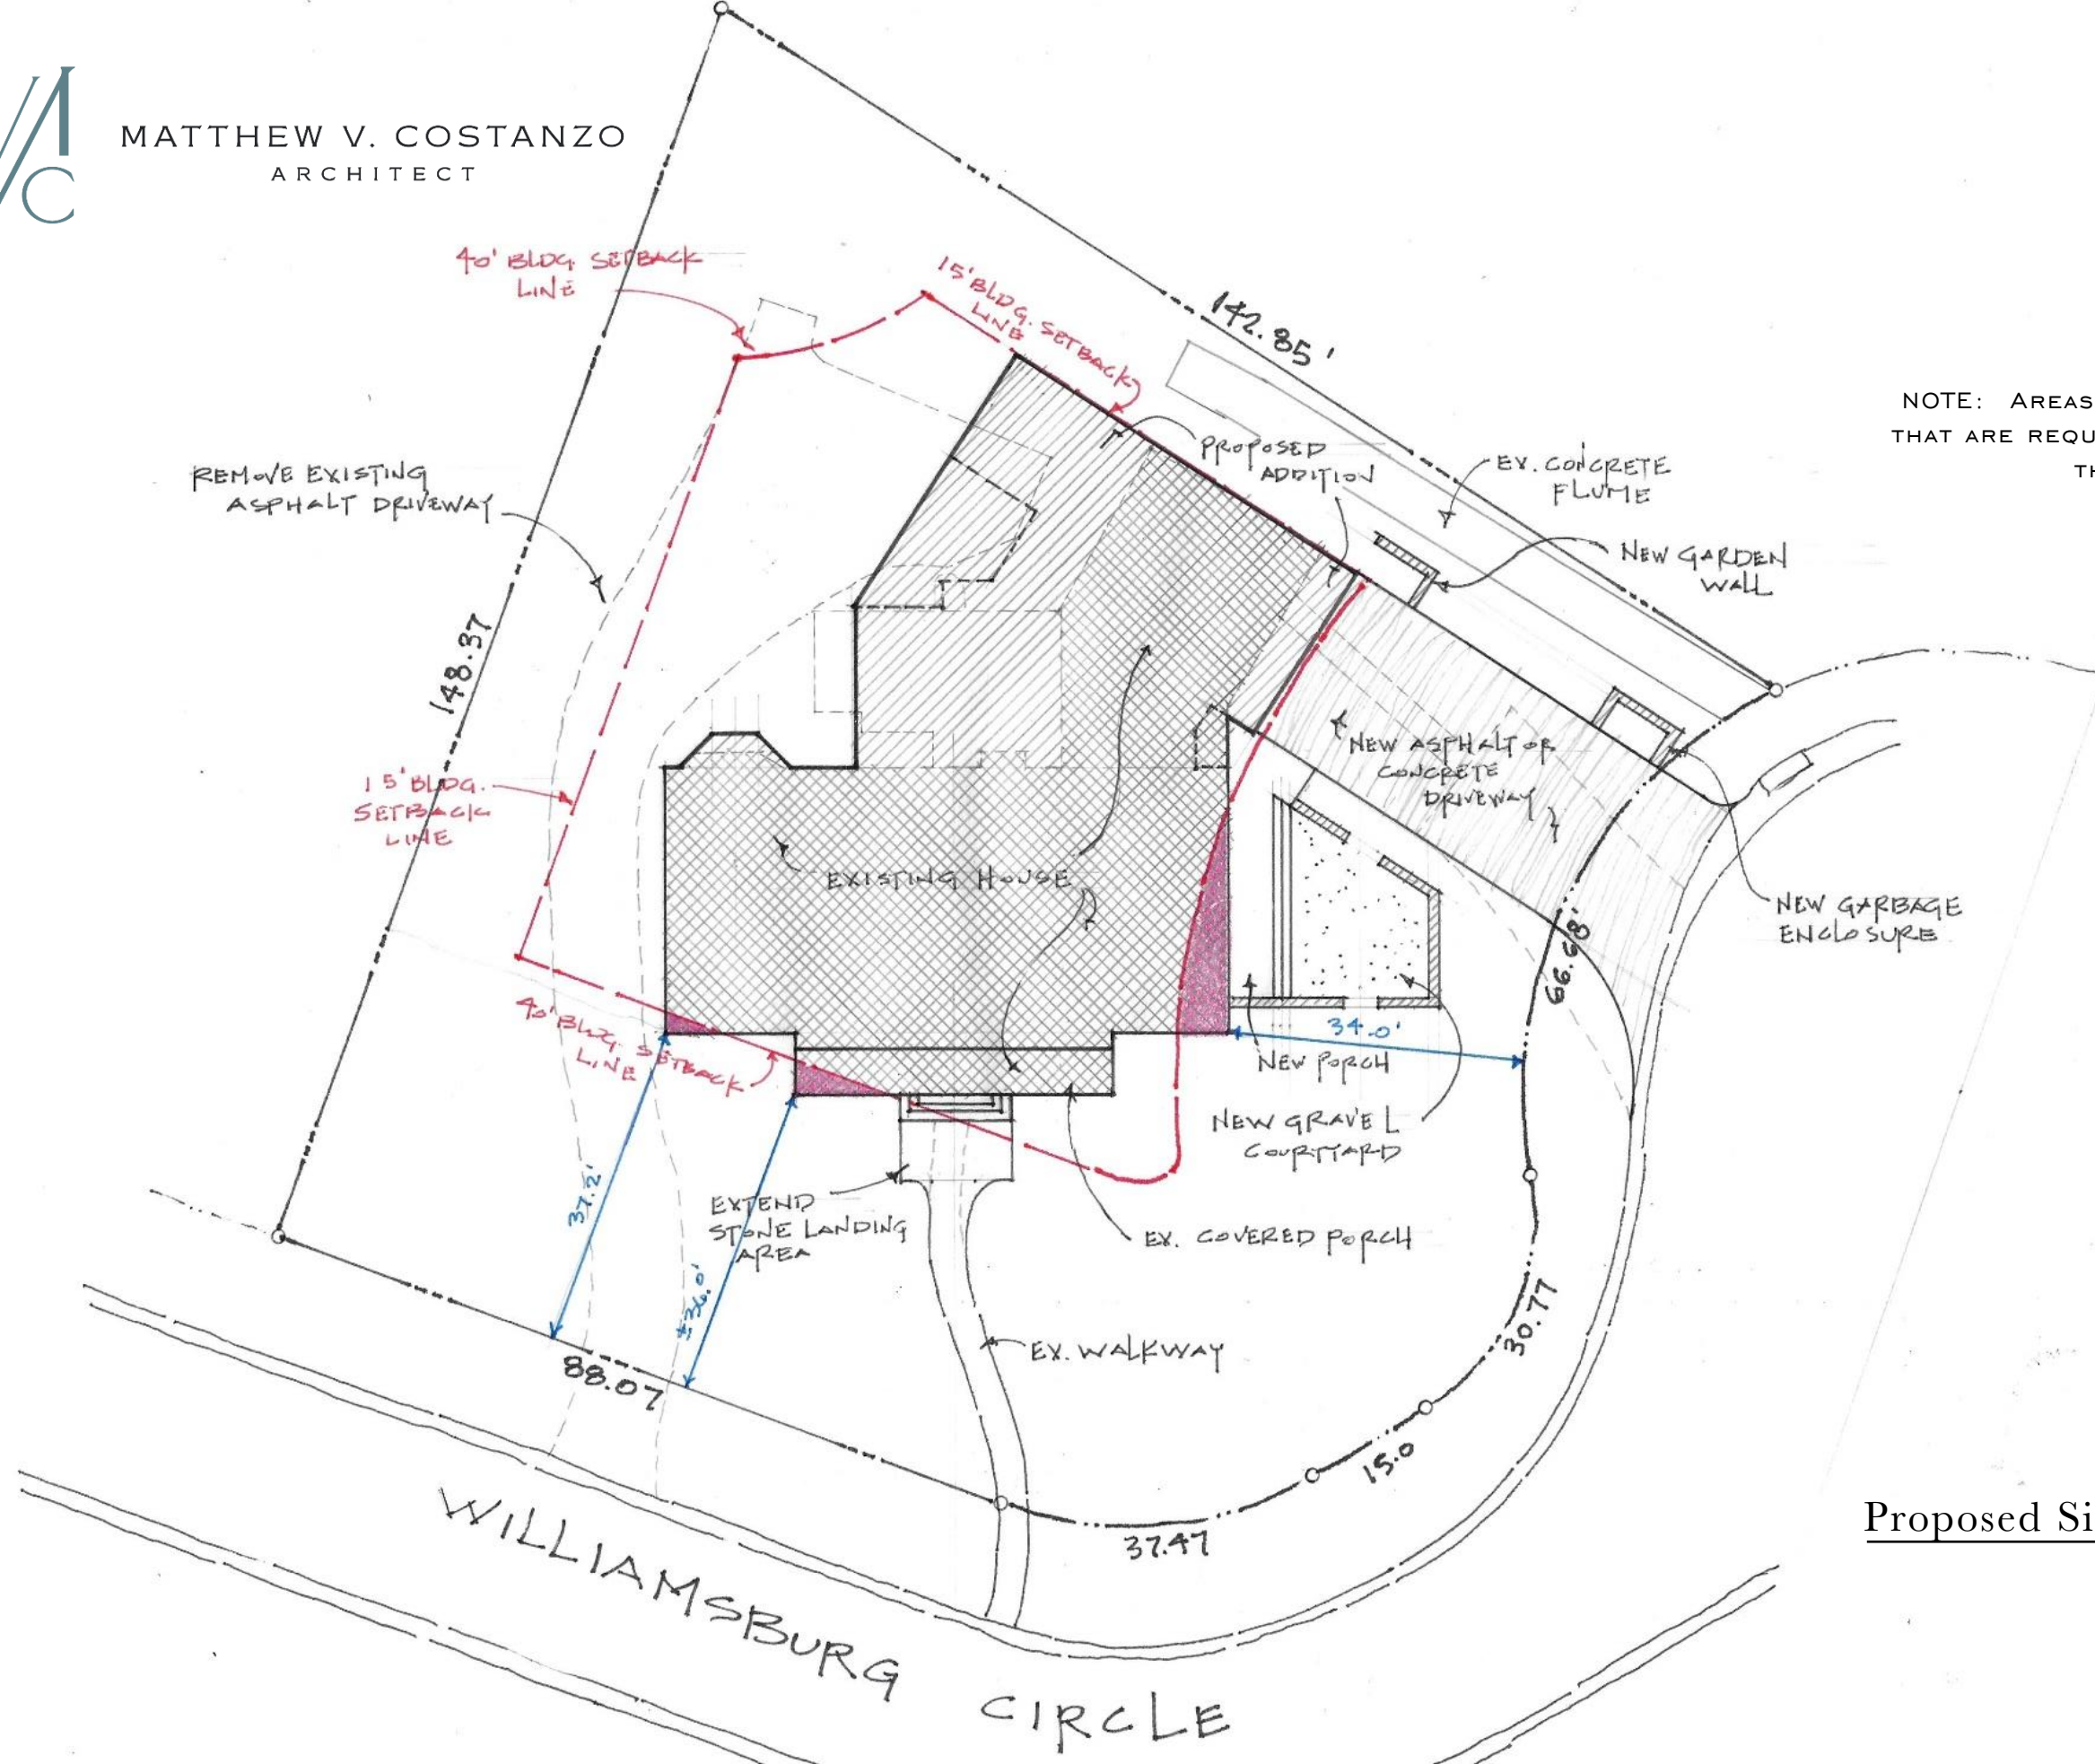 MATTHEW V. COSTANZO
ARCHITECT
40' BLDG. SETBACK
LINE
15' BLDG. SETBACK
LINE
142.85'
NOTE: AREAS
THAT ARE REQU
TH
PROPOSED
ADDITION
EX. CONCRETE
FLUME
REMOVE EXISTING
ASPHALT DRIVEWAY
NEW GARDEN
WALL
148.37
NEW ASPHALT OR
CONCRETE
DRIVEWAY
15' BLDG.
SETBACK
LINE
EXISTING HOUSE
NEW GARBAGE
ENCLOSURE
66.68'
40' BLDG. SETBACK
LINE
34.0'
NEW PORCH
NEW GRAVEL
COURTYARD
37.2'
EXTEND
STONE LANDING
AREA
EX. COVERED PORCH
±36.0'
30.77
EX. WALKWAY
88.07
15.0
37.47
Proposed Si
WILLIAMSBURG CIRCLE